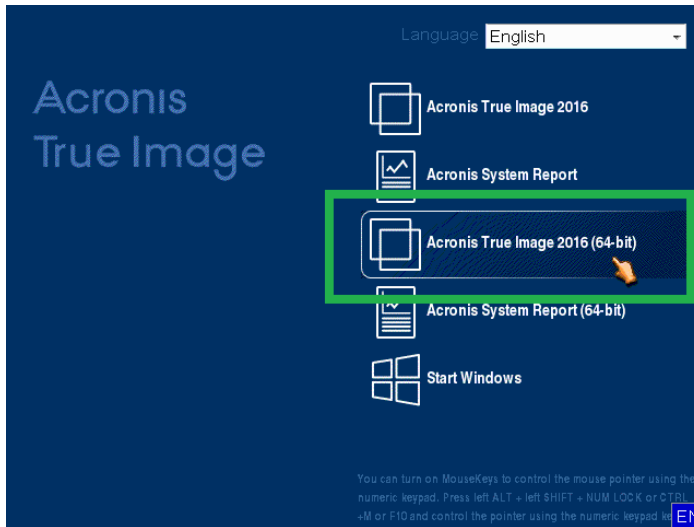 Language English
Acronis
True Image
Acronis True Image 2016
Acronis System Report
Acronis True Image 2016 (64-bit)
Acronis System Report (64-bit)
Start Windows
You can turn on MouseKeys to control the mouse pointer using the
numeric keypad. Press left ALT + left SHIFT + NUM LOCK or CTRL
+M or F10 and control the pointer using the numeric keypad
EN